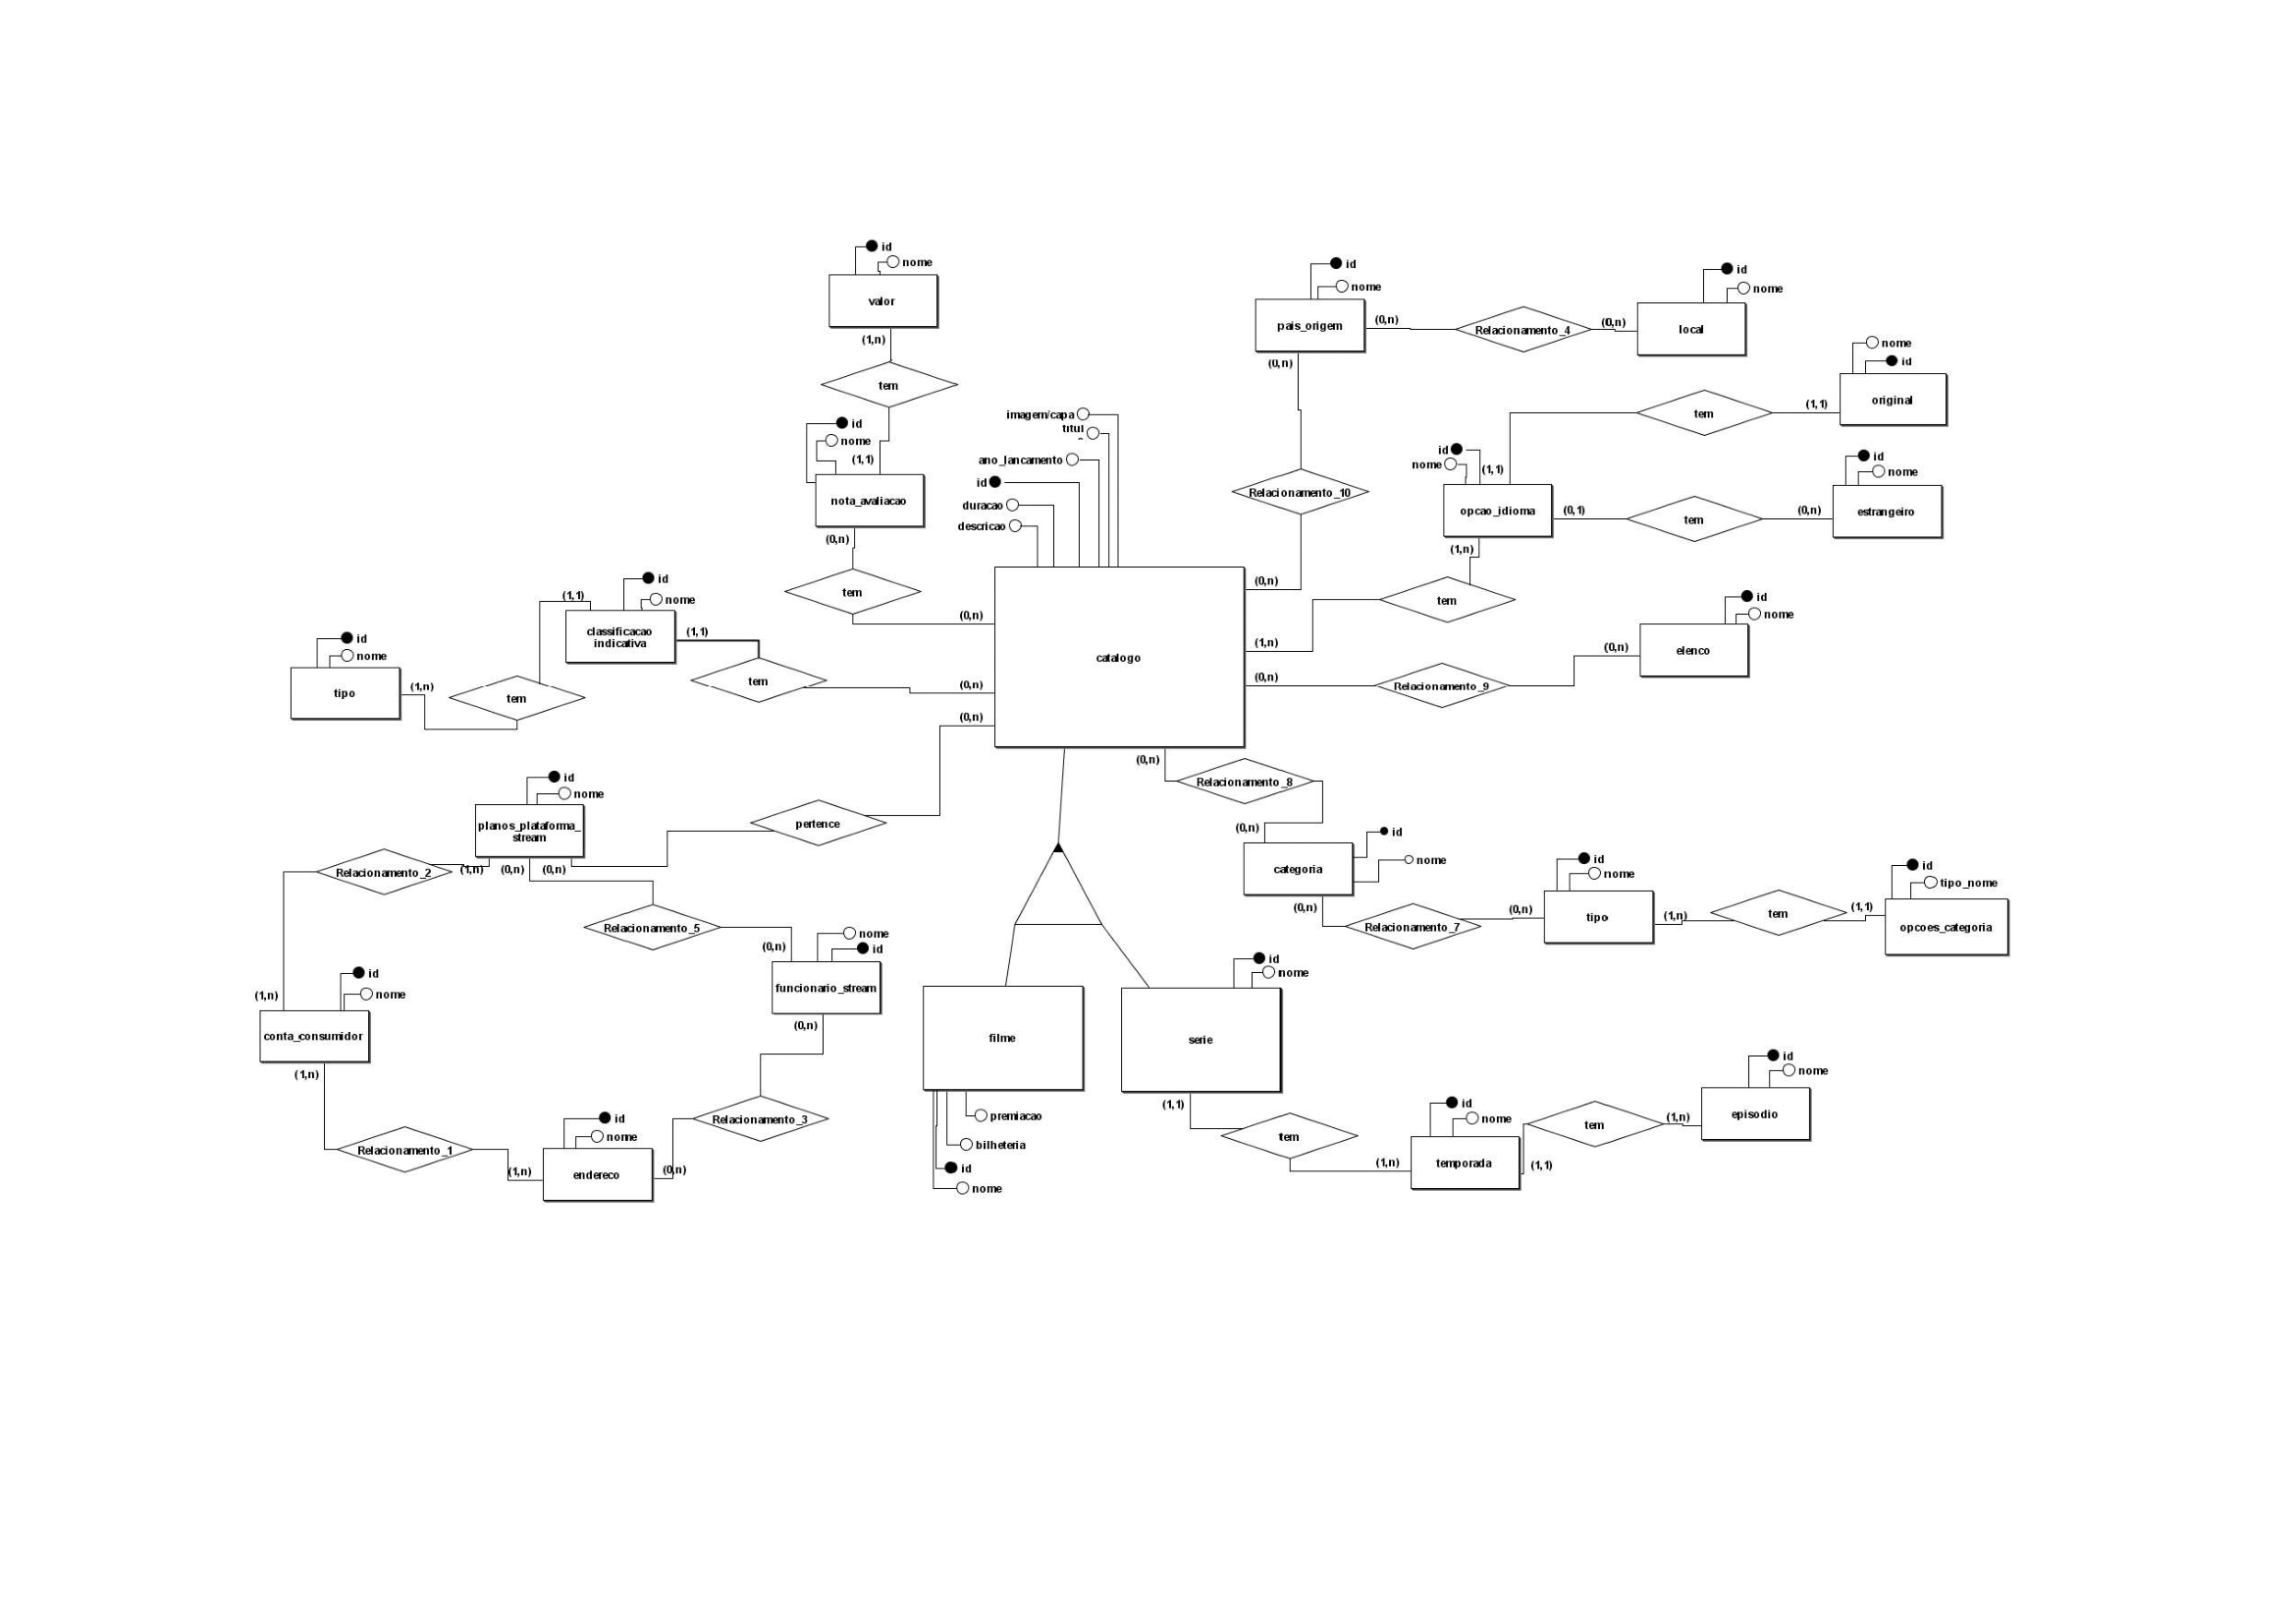 id
nome
valor
(1,n)
tem
id
nome
(1,1)
nota_avaliacao
(0,n)
tem
(0,n)
imagem/capa
titul
ano_lancamento
id
duracao
descricao
catalogo
id
nome
pais_origem
(0,n)
Relacionamento_4
(0,n)
id
nome
local
(0,n)
Relacionamento_10
(0,n)
nome
id
original
(1,1)
tem
id
nome
(1,1)
opcao_idioma
(0,1)
tem
(0,n)
id
nome
estrangeiro
(1,n)
tem
(1,n)
id
nome
elenco
(0,n)
Relacionamento_9
(0,n)
id
nome
(1,1)
classificacao
indicativa
(1,1)
tem
(0,n)
id
nome
tipo
(1,n)
tem
(0,n)
pertence
id
nome
planos_plataforma_
stream
(1,n)
(0,n)
(0,n)
Relacionamento_2
Relacionamento_5
(0,n)
nome
id
funcionario_stream
(0,n)
(1,n)
id
nome
conta_consumidor
(1,n)
Relacionamento_1
(1,n)
id
nome
endereco
(0,n)
Relacionamento_3
(0,n)
Relacionamento_8
(0,n)
id
nome
categoria
(0,n)
Relacionamento_7
(0,n)
id
nome
tipo
(1,n)
tem
(1,1)
id
tipo_nome
opcoes_categoria
filme
premiacao
bilheteria
id
nome
id
nome
serie
(1,1)
tem
(1,n)
id
nome
temporada
(1,1)
tem
(1,n)
id
nome
episodio